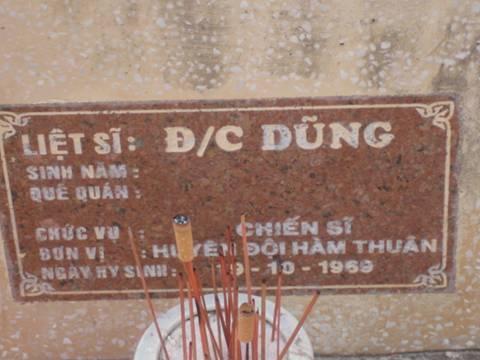 LIỆT SĨ: Đ/C DŨNG
SINH NĂM :
QUÊ QUÁN :
CHỨC VỤ : CHIẾN SĨ
ĐƠN VỊ : HUYỆN ĐỘI HÀM THUẬN
NGÀY HY SINH : 9-10-1969